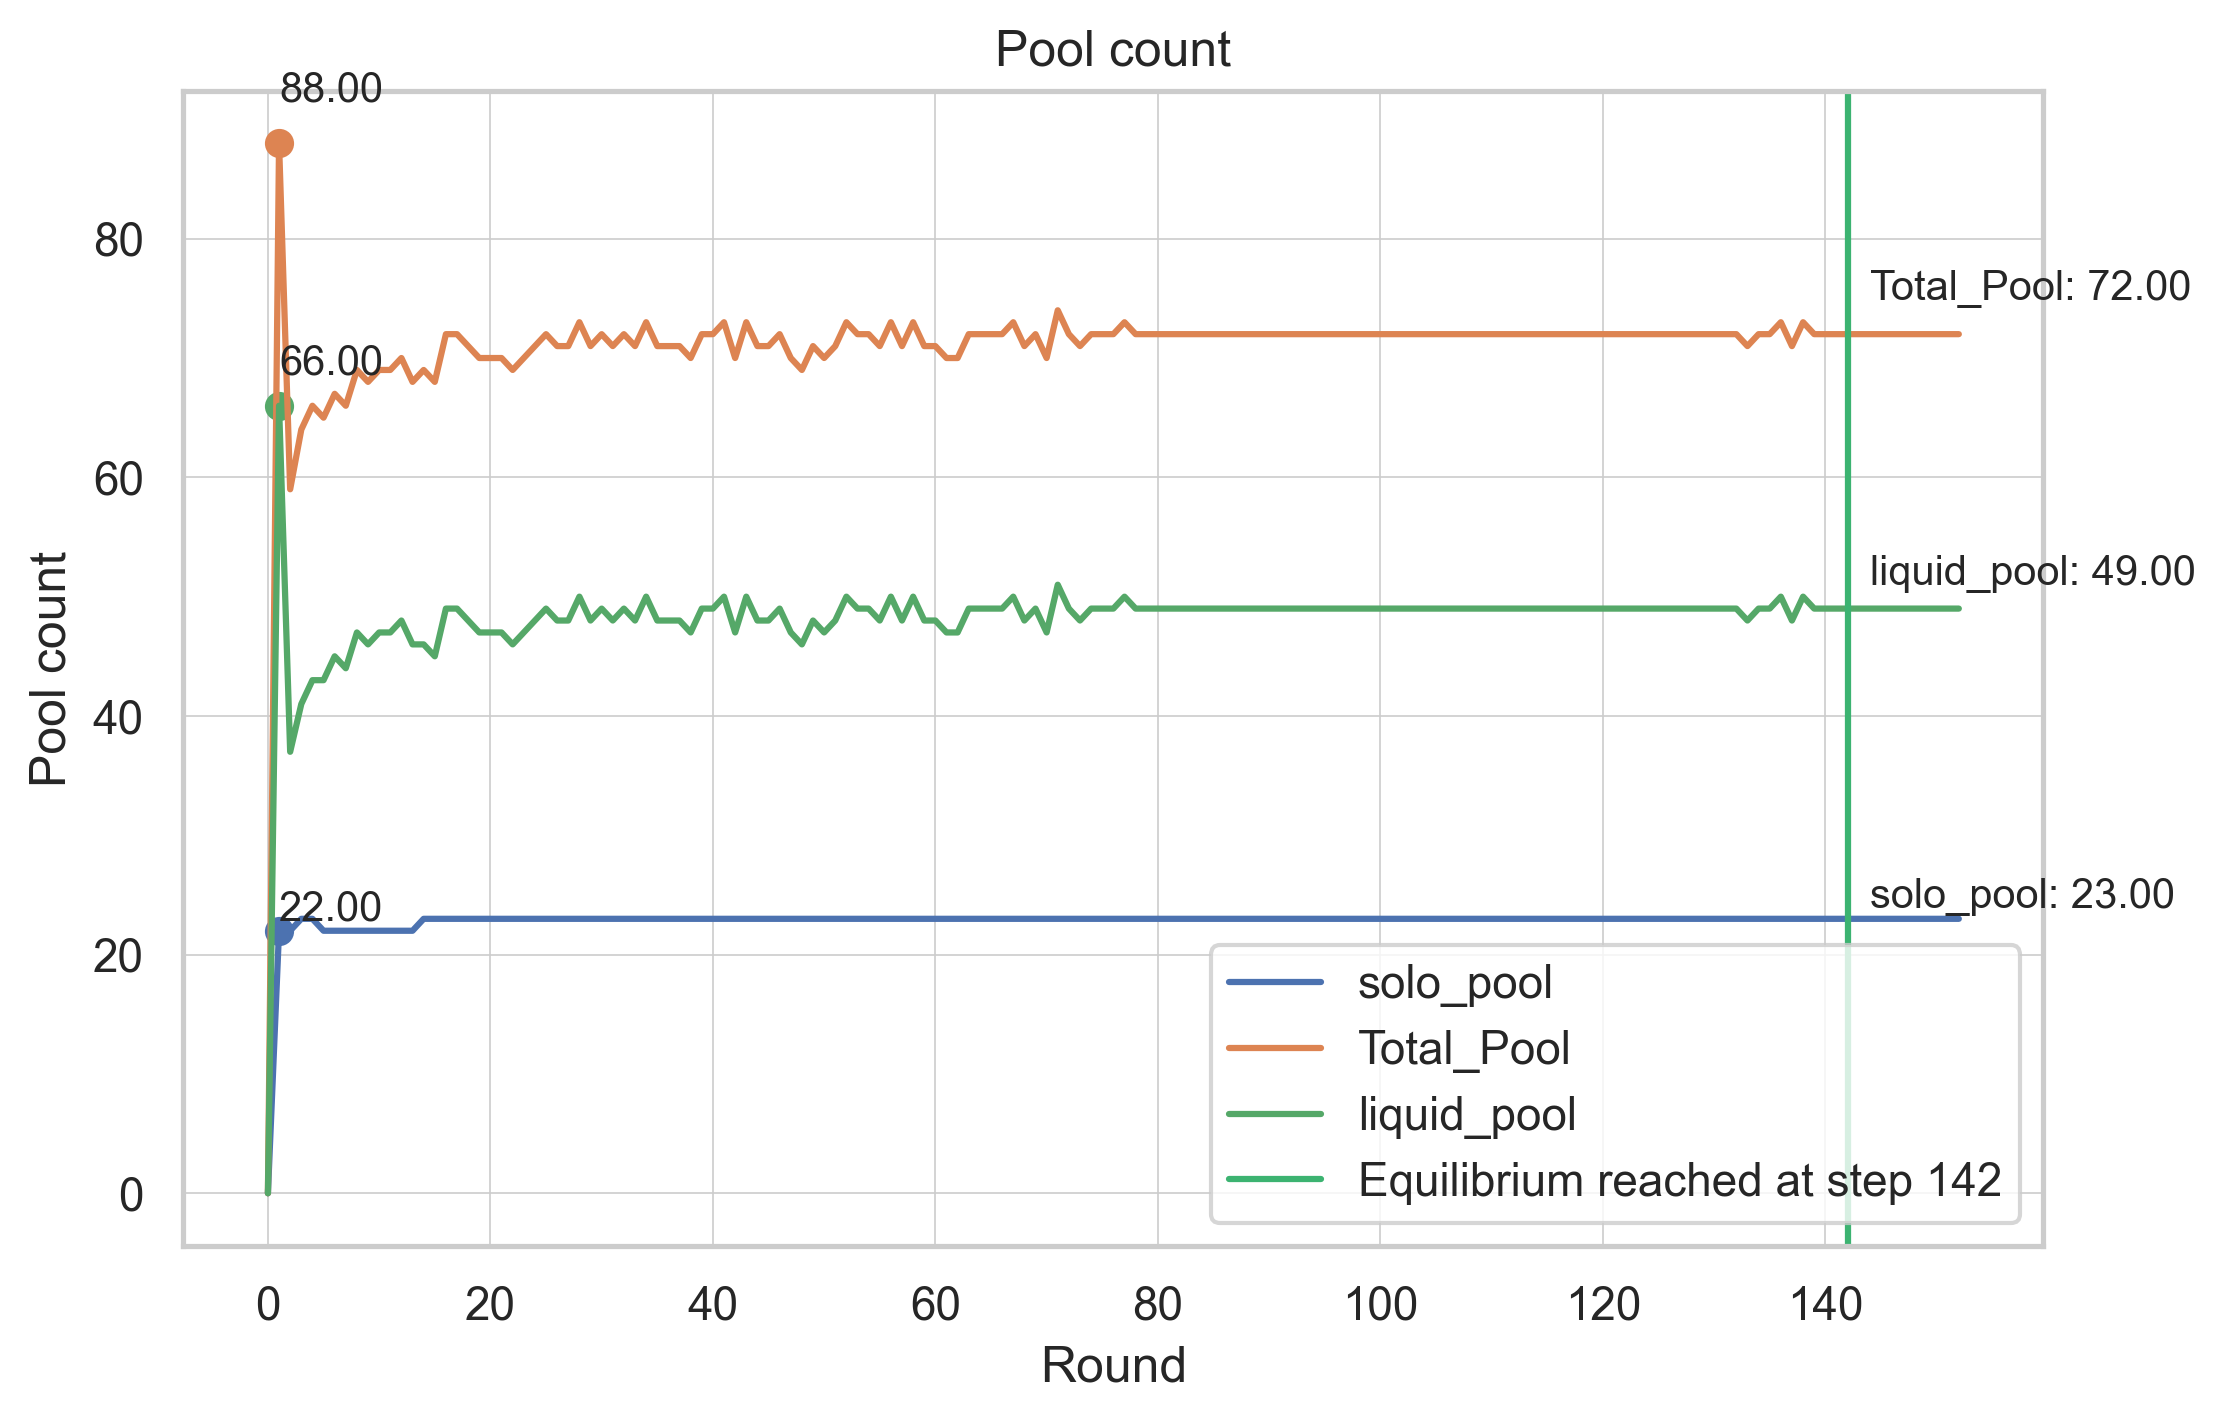 Pool count
88.00
80
Total_Pool: 72.00
66.00
60
liquid_pool: 49.00
Pool count
40
solo_pool: 23.00
22.00
20
solo_pool
Total_Pool
liquid_pool
Equilibrium reached at step 142
0
0 20 40 60 80 100 120 140
Round